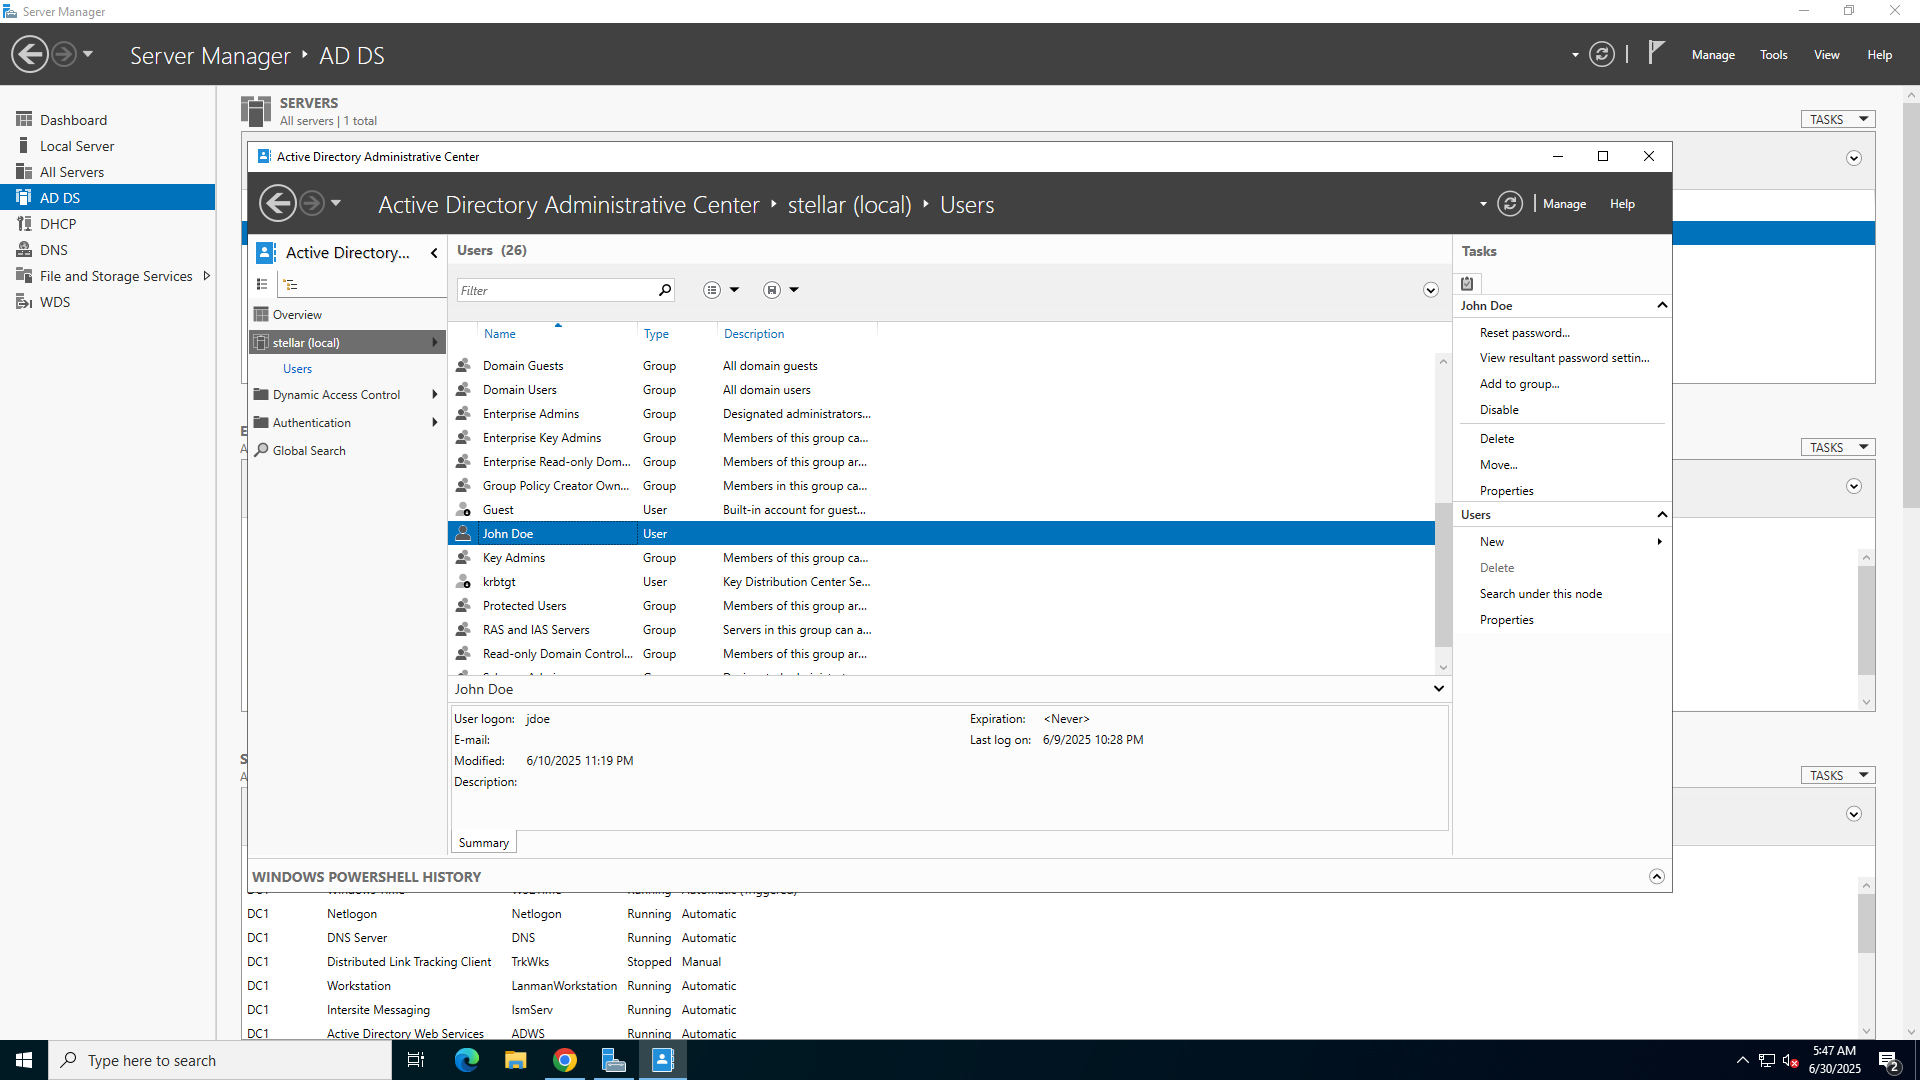 Server Manager
Server Manager ‣ AD DS
Manage
Tools
View
Help
Dashboard
Local Server
All Servers
AD DS
DHCP
DNS
File and Storage Services
WDS
SERVERS
All servers | 1 total
TASKS
Active Directory Administrative Center
Active Directory Administrative Center ‣ stellar (local) ‣ Users
Manage
Help
Active Directory...
Overview
stellar (local)
Users
Dynamic Access Control
Authentication
Global Search
Users (26)
Filter
Name Type Description
Domain Guests Group All domain guests
Domain Users Group All domain users
Enterprise Admins Group Designated administrators...
Enterprise Key Admins Group Members of this group ca...
Enterprise Read-only Dom... Group Members of this group ar...
Group Policy Creator Own... Group Members in this group ca...
Guest User Built-in account for guest...
John Doe User
Key Admins Group Members of this group ca...
krbtgt User Key Distribution Center Se...
Protected Users Group Members of this group ar...
RAS and IAS Servers Group Servers in this group can a...
Read-only Domain Control... Group Members of this group ar...
John Doe
User logon: jdoe
Expiration: <Never>
E-mail:
Last log on: 6/9/2025 10:28 PM
Modified: 6/10/2025 11:19 PM
Description:
Summary
Tasks
John Doe
Reset password...
View resultant password settin...
Add to group...
Disable
Delete
Move...
Properties
Users
New
Delete
Search under this node
Properties
WINDOWS POWERSHELL HISTORY
TASKS
TASKS
DC1 Netlogon Netlogon Running Automatic
DC1 DNS Server DNS Running Automatic
DC1 Distributed Link Tracking Client TrkWks Stopped Manual
DC1 Workstation LanmanWorkstation Running Automatic
DC1 Intersite Messaging IsmServ Running Automatic
DC1 Active Directory Web Services ADWS Running Automatic
Type here to search
5:47 AM
6/30/2025
2